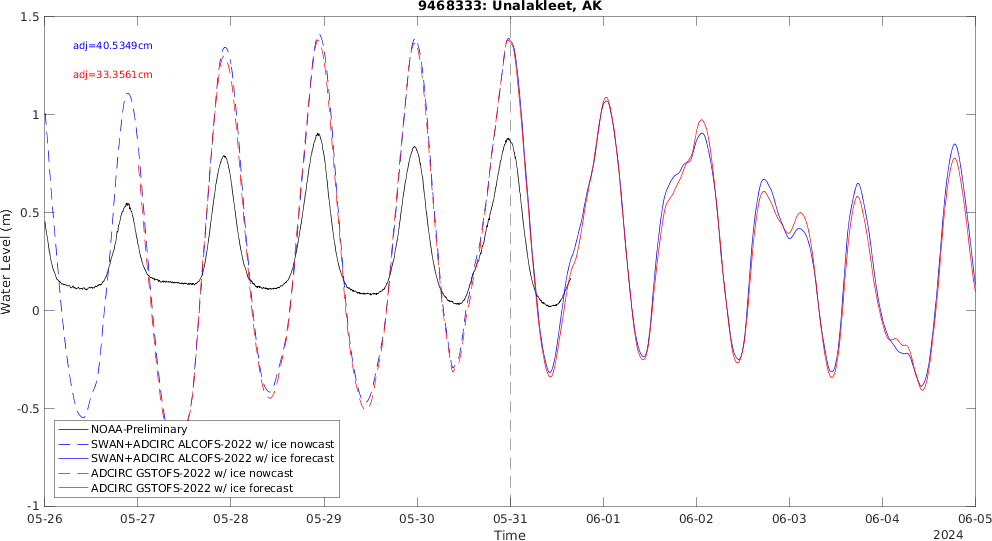 9468333: Unalakleet, AK
adj=40.5349cm
adj=33.3561cm
1.5
1
0.5
0
-0.5
-1
Water Level (m)
NOAA-Preliminary
SWAN+ADCIRC ALCOFS-2022 w/ ice nowcast
SWAN+ADCIRC ALCOFS-2022 w/ ice forecast
ADCIRC GSTOFS-2022 w/ ice nowcast
ADCIRC GSTOFS-2022 w/ ice forecast
05-26 05-27 05-28 05-29 05-30 05-31 06-01 06-02 06-03 06-04 06-05
Time
2024